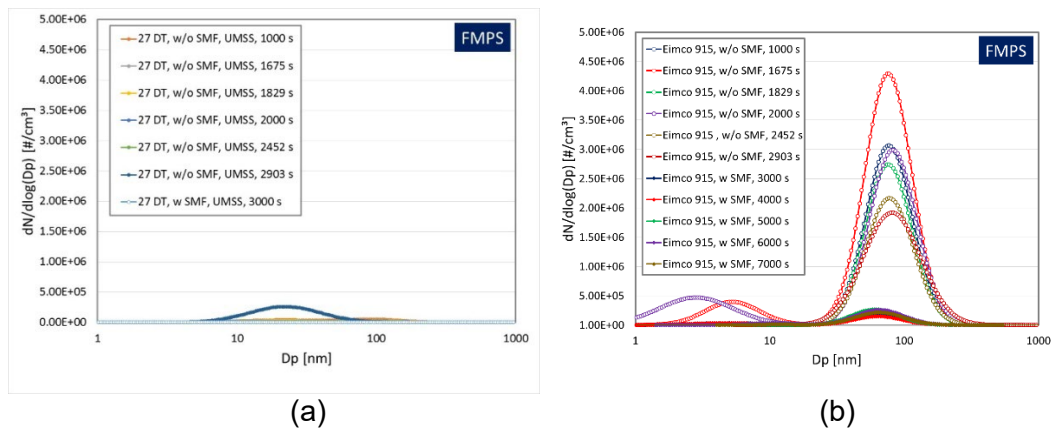 5.00E+06
4.50E+06
4.00E+06
3.50E+06
3.00E+06
2.50E+06
2.00E+06
1.50E+06
1.00E+06
5.00E+05
0.00E+00
dN/dlog(Dp) [#/cm³]
FMPS
27 DT, w/o SMF, UMSS, 1000 s
27 DT, w/o SMF, UMSS, 1675 s
27 DT, w/o SMF, UMSS, 1829 s
27 DT, w/o SMF, UMSS, 2000 s
27 DT, w/o SMF, UMSS, 2452 s
27 DT, w/o SMF, UMSS, 2903 s
27 DT, w SMF, UMSS, 3000 s
1 10 100 1000
Dp [nm]
(a)
5.00E+06
4.50E+06
4.00E+06
3.50E+06
3.00E+06
2.50E+06
2.00E+06
1.50E+06
1.00E+06
5.00E+05
1.00E+00
dN/dlog(Dp) [#/cm³]
FMPS
Eimco 915, w/o SMF, 1000 s
Eimco 915, w/o SMF, 1675 s
Eimco 915, w/o SMF, 1829 s
Eimco 915, w/o SMF, 2000 s
Eimco 915 , w/o SMF, 2452 s
Eimco 915, w/o SMF, 2903 s
Eimco 915, w SMF, 3000 s
Eimco 915, w SMF, 4000 s
Eimco 915, w SMF, 5000 s
Eimco 915, w SMF, 6000 s
Eimco 915, w SMF, 7000 s
1 10 100 1000
Dp [nm]
(b)